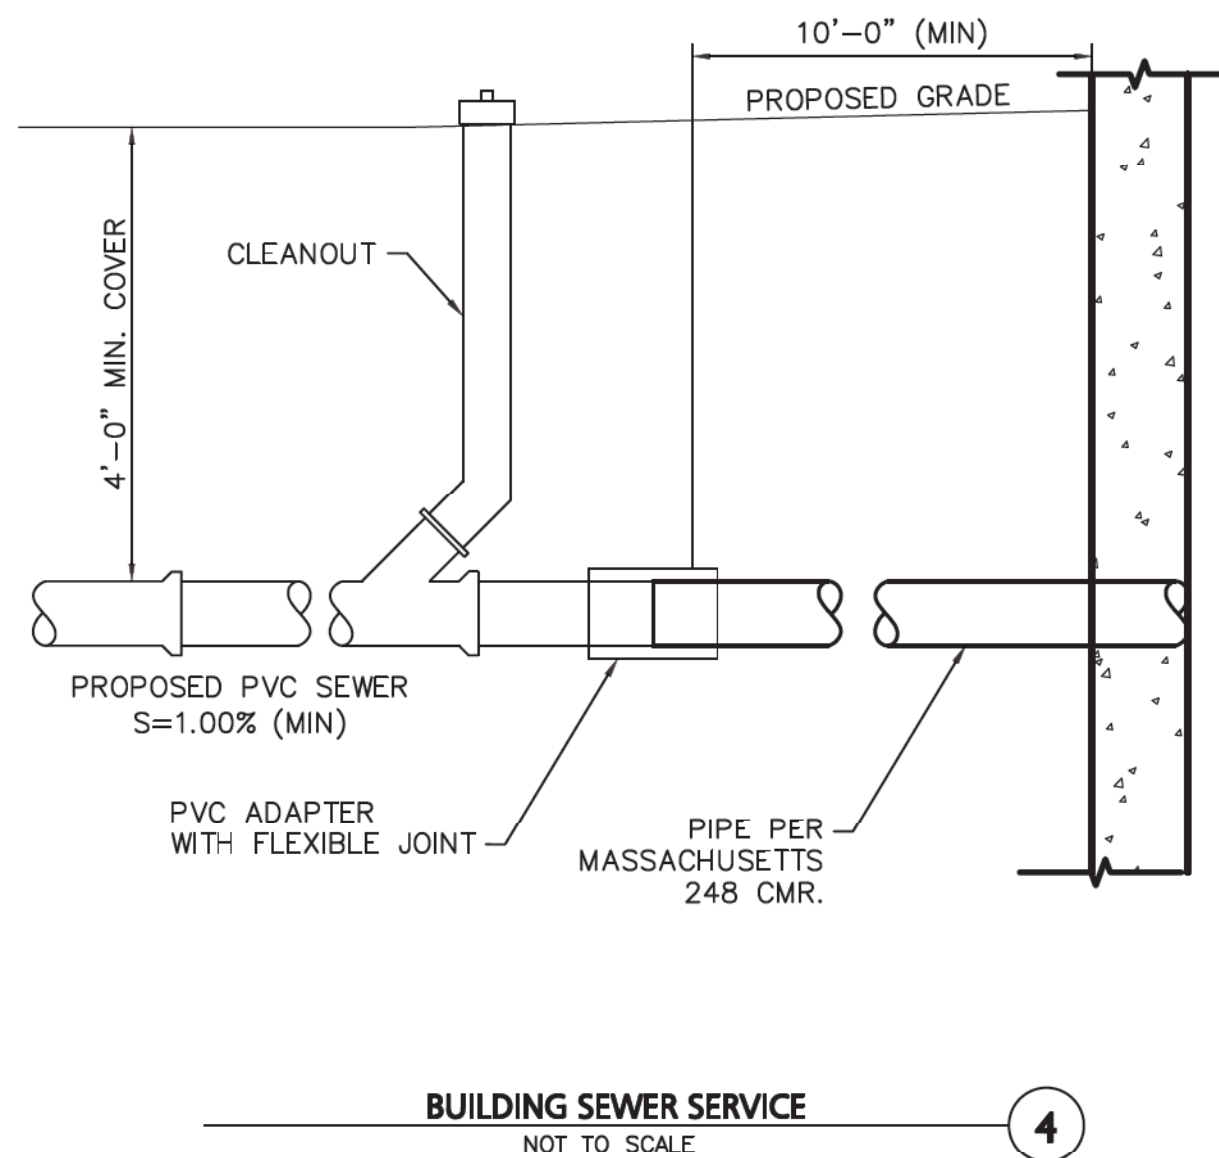 10'-0" (MIN)
PROPOSED GRADE
CLEANOUT
4'-0" MIN. COVER
PROPOSED PVC SEWER
S=1.00% (MIN)
PVC ADAPTER
WITH FLEXIBLE JOINT
PIPE PER
MASSACHUSETTS
248 CMR.
BUILDING SEWER SERVICE
4
NOT TO SCALE